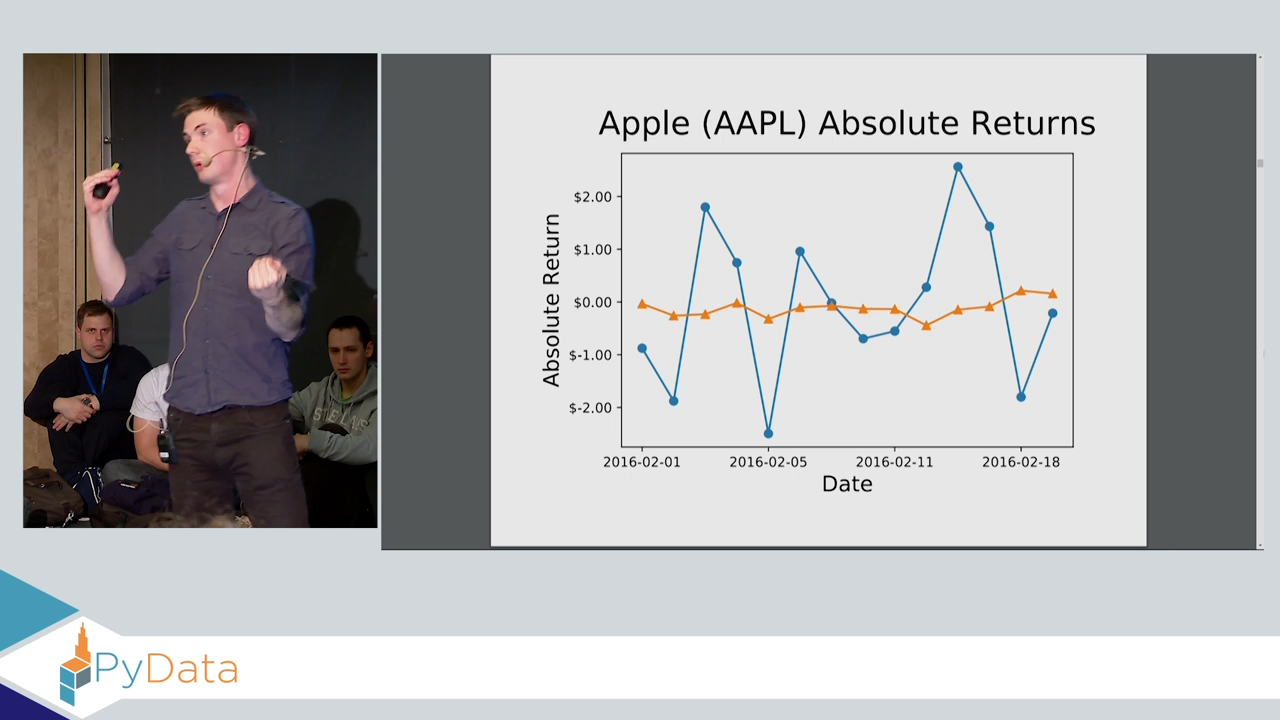 Apple (AAPL) Absolute Returns
Absolute Return
$2.00
$1.00
$0.00
$-1.00
$-2.00
2016-02-01 2016-02-05 2016-02-11 2016-02-18
Date
PyData